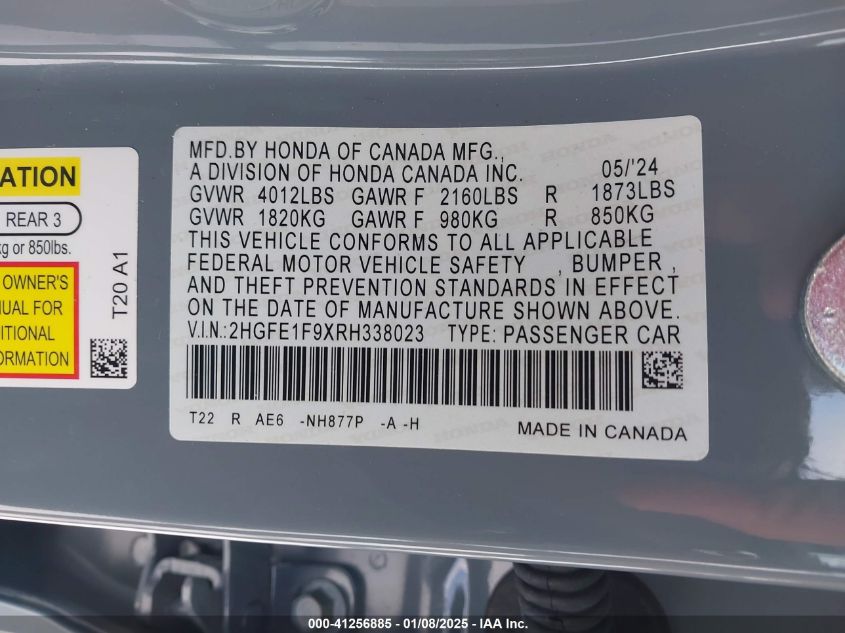 ATION
REAR 3
kg or 850lbs.
OWNER'S
NUAL FOR
ITIONAL
FORMATION
T20 A1
MFD.BY HONDA OF CANADA MFG.,
A DIVISION OF HONDA CANADA INC. 05/'24
GVWR 4012LBS GAWR F 2160LBS R 1873LBS
GVWR 1820KG GAWR F 980KG R 850KG
THIS VEHICLE CONFORMS TO ALL APPLICABLE
FEDERAL MOTOR VEHICLE SAFETY , BUMPER ,
AND THEFT PREVENTION STANDARDS IN EFFECT
ON THE DATE OF MANUFACTURE SHOWN ABOVE.
V.I.N.:2HGFE1F9XRH338023 TYPE: PASSENGER CAR
T22 R AE6 -NH877P -A -H
MADE IN CANADA
000-41256885 - 01/08/2025 - IAA Inc.